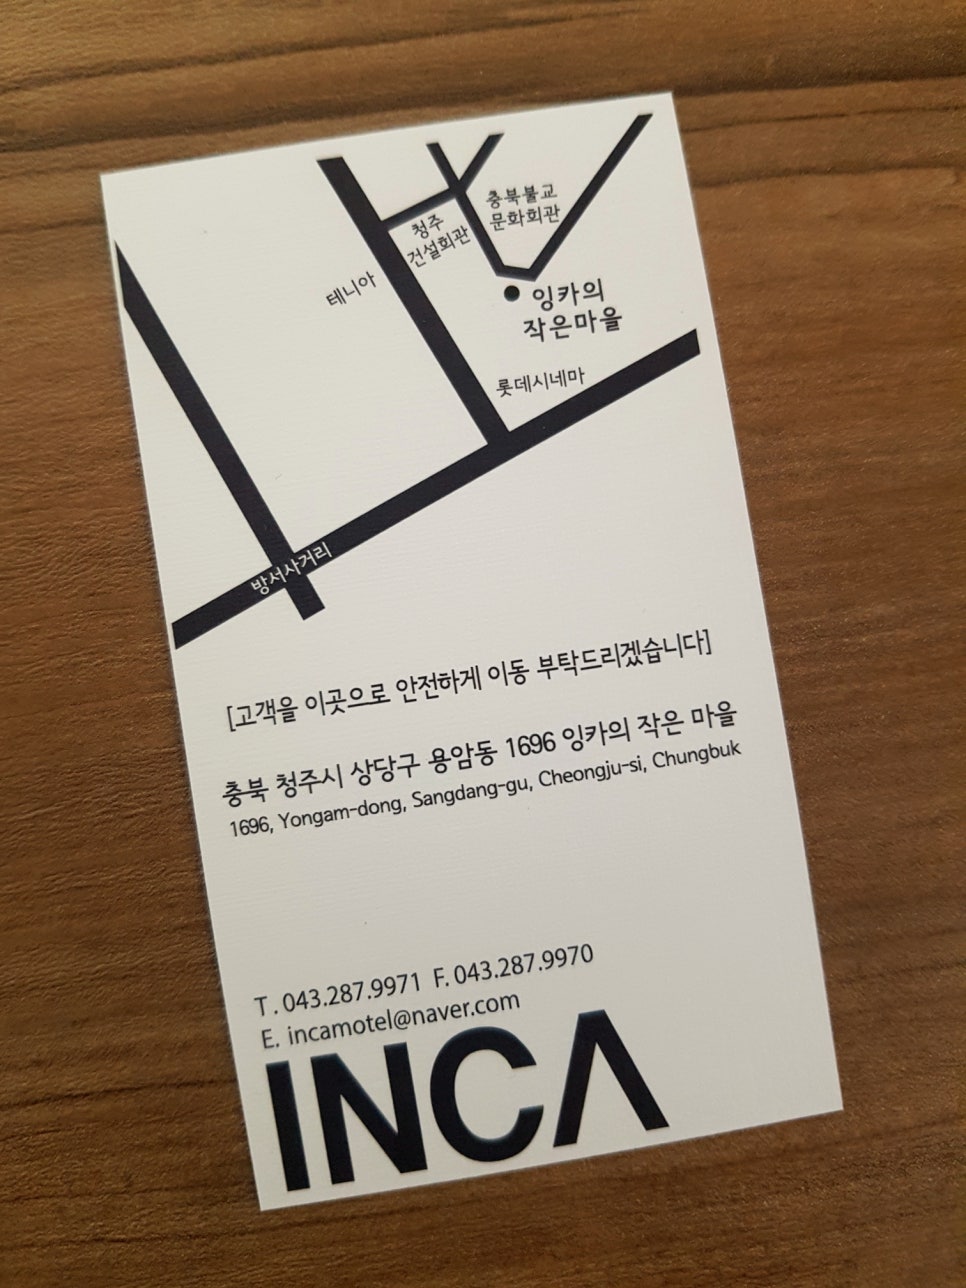 충북불교
문화회관
청주
건설회관
테니아
잉카의
작은마을
롯데시네마
방서사거리
[고객을 이곳으로 안전하게 이동 부탁드리겠습니다]
충북 청주시 상당구 용암동 1696 잉카의 작은 마을
1696, Yongam-dong, Sangdang-gu, Cheongju-si, Chungbuk
T. 043.287.9971 F. 043.287.9970
E. incamotel@naver.com
INCA